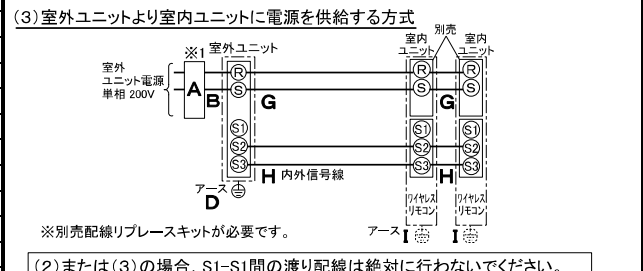 (3)室外ユニットより室内ユニットに電源を供給する方式
別売
※1 室外ユニット
室内
ユニット
室内
ユニット
室外
ユニット電源
単相 200V
A
B
R
S
G
R
S
G
R
S
S1
S2
S3
H 内外信号線
S1
S2
S3
H
S1
S2
S3
アース
D
ワイヤレス
リモコン
ワイヤレス
リモコン
アース I
I
※別売配線リプレースキットが必要です。
(2)または(3)の場合、S1-S1間の渡り配線は絶対に行わないでください。